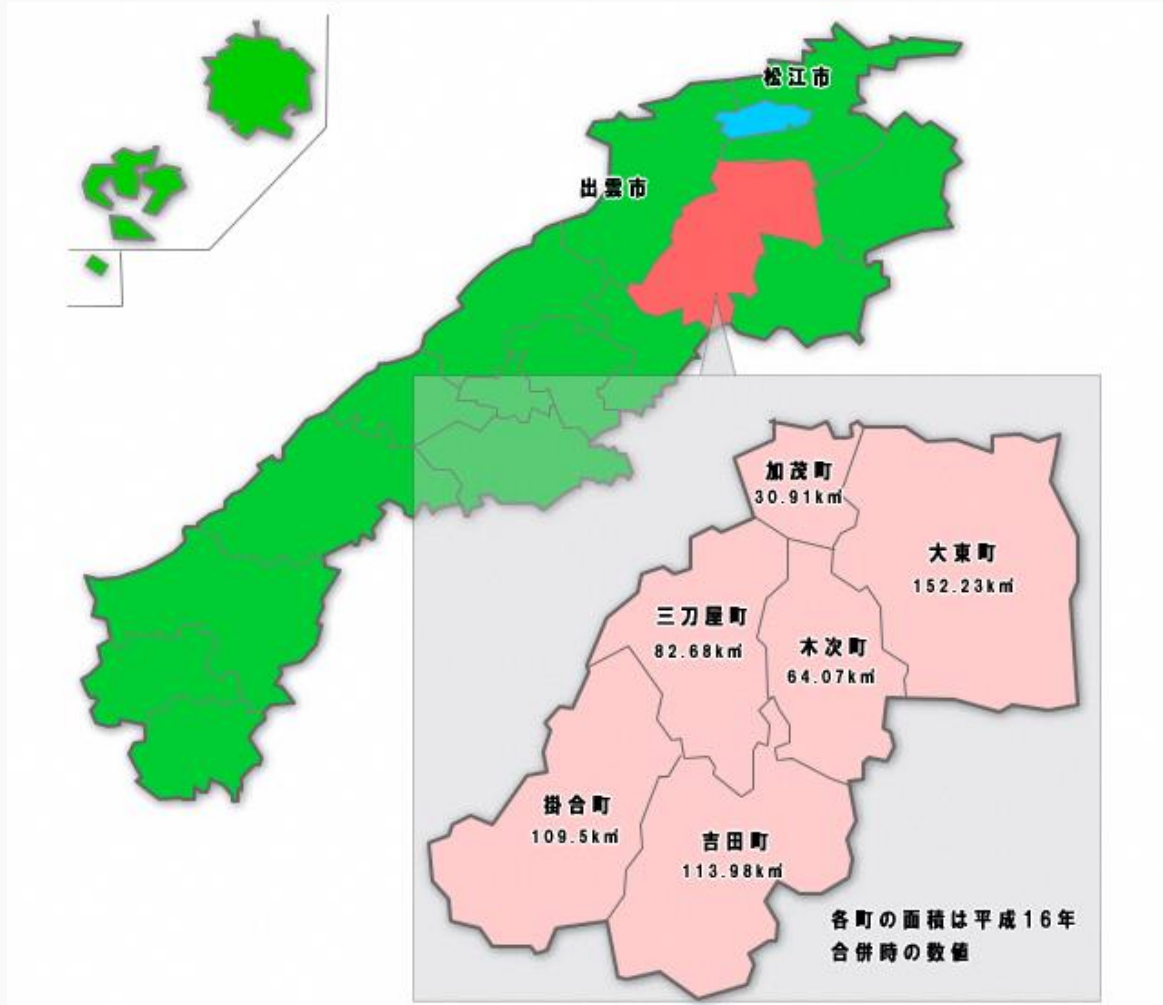 松江市
出雲市
加茂町
30.91k㎡
大東町
152.23k㎡
三刀屋町
82.68k㎡
木次町
64.07k㎡
掛合町
109.5k㎡
吉田町
113.98k㎡
各町の面積は平成16年
合併時の数値